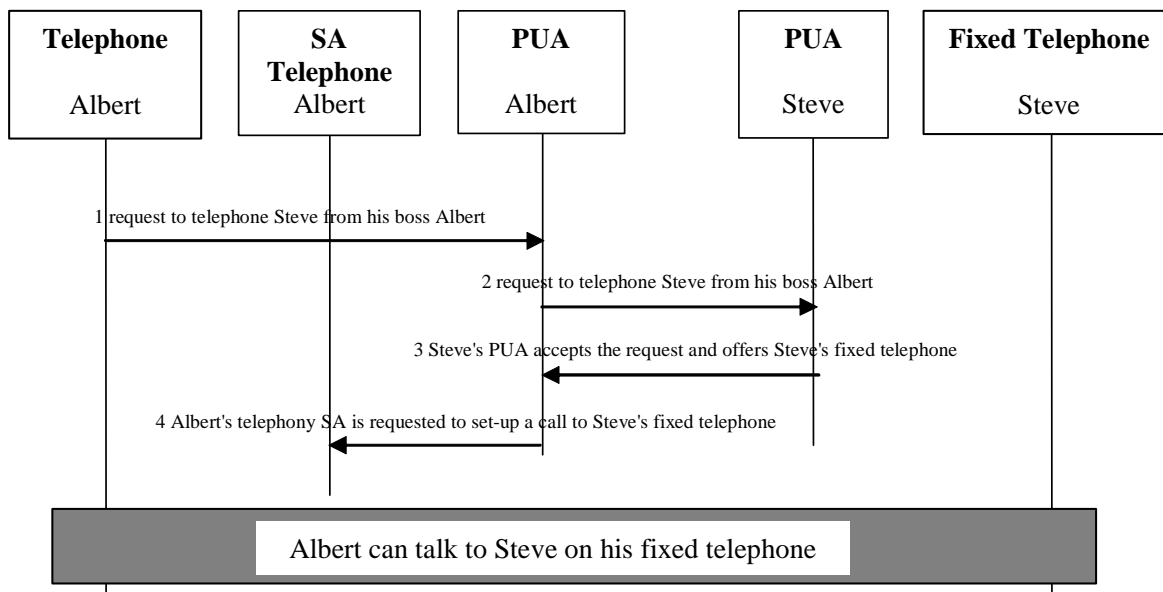 Telephone
Albert
SA
Telephone
Albert
PUA
Albert
PUA
Steve
Fixed Telephone
Steve
1 request to telephone Steve from his boss Albert
2 request to telephone Steve from his boss Albert
3 Steve's PUA accepts the request and offers Steve's fixed telephone
4 Albert's telephony SA is requested to set-up a call to Steve's fixed telephone
Albert can talk to Steve on his fixed telephone